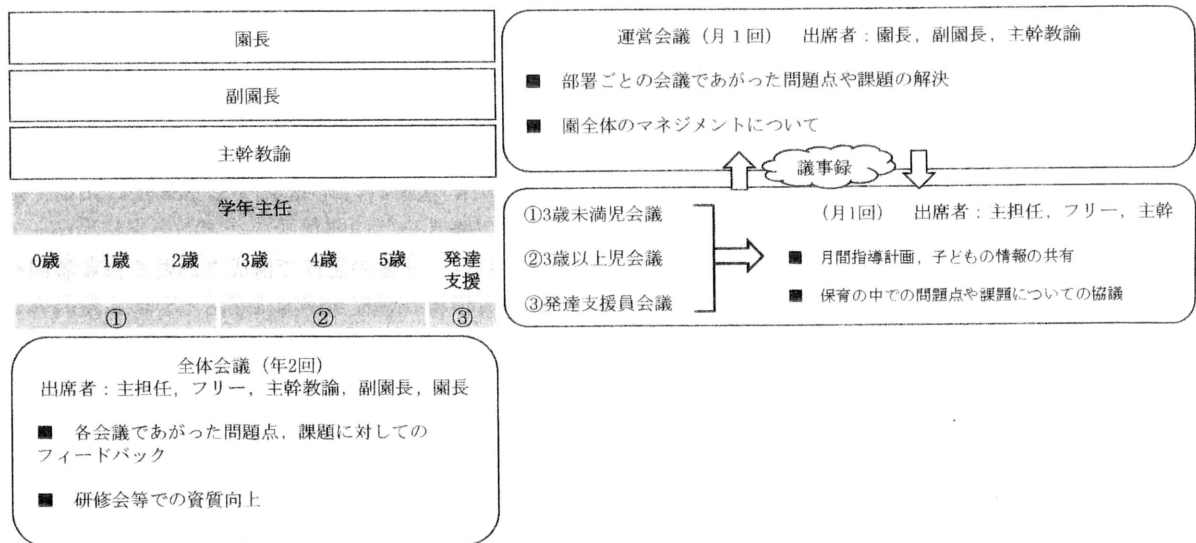 園長
副園長
主幹教諭
学年主任
0歳 1歳 2歳 3歳 4歳 5歳 発達
支援
① ② ③
全体会議（年2回）
出席者：主担任，フリー，主幹教諭，副園長，園長
■ 各会議であがった問題点，課題に対しての
フィードバック
■ 研修会等での資質向上
運営会議（月１回） 出席者：園長，副園長，主幹教諭
■ 部署ごとの会議であがった問題点や課題の解決
■ 園全体のマネジメントについて
議事録
①3歳未満児会議
②3歳以上児会議
③発達支援員会議
（月1回） 出席者：主担任，フリー，主幹
■ 月間指導計画，子どもの情報の共有
■ 保育の中での問題点や課題についての協議